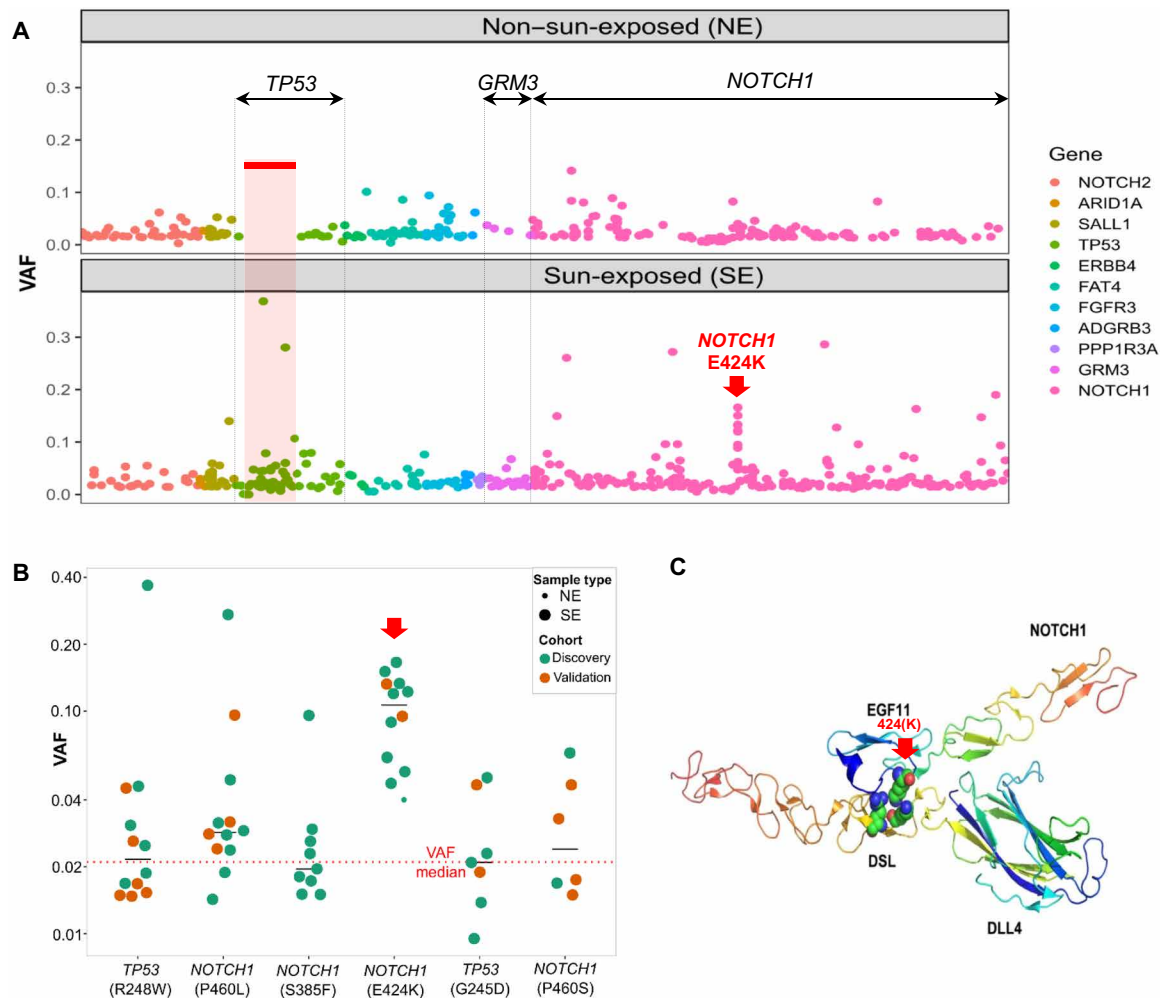 A
Non–sun-exposed (NE)
TP53
GRM3
NOTCH1
0.3
0.2
0.1
0.0
VAF
Sun-exposed (SE)
NOTCH1
E424K
0.3
0.2
0.1
0.0
Gene
NOTCH2
ARID1A
SALL1
TP53
ERBB4
FAT4
FGFR3
ADGRB3
PPP1R3A
GRM3
NOTCH1
B
0.40
0.20
0.10
0.04
0.02
0.01
VAF
Sample type
NE
SE
Cohort
Discovery
Validation
VAF
median
TP53
(R248W)
NOTCH1
(P460L)
NOTCH1
(S385F)
NOTCH1
(E424K)
TP53
(G245D)
NOTCH1
(P460S)
C
NOTCH1
EGF11
424(K)
DSL
DLL4